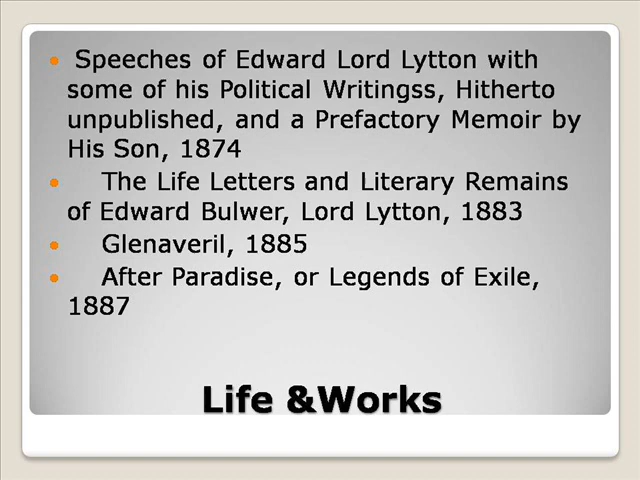 Speeches of Edward Lord Lytton with
some of his Political Writingss, Hitherto
unpublished, and a Prefactory Memoir by
His Son, 1874
The Life Letters and Literary Remains
of Edward Bulwer, Lord Lytton, 1883
Glenaveril, 1885
After Paradise, or Legends of Exile,
1887
Life &Works